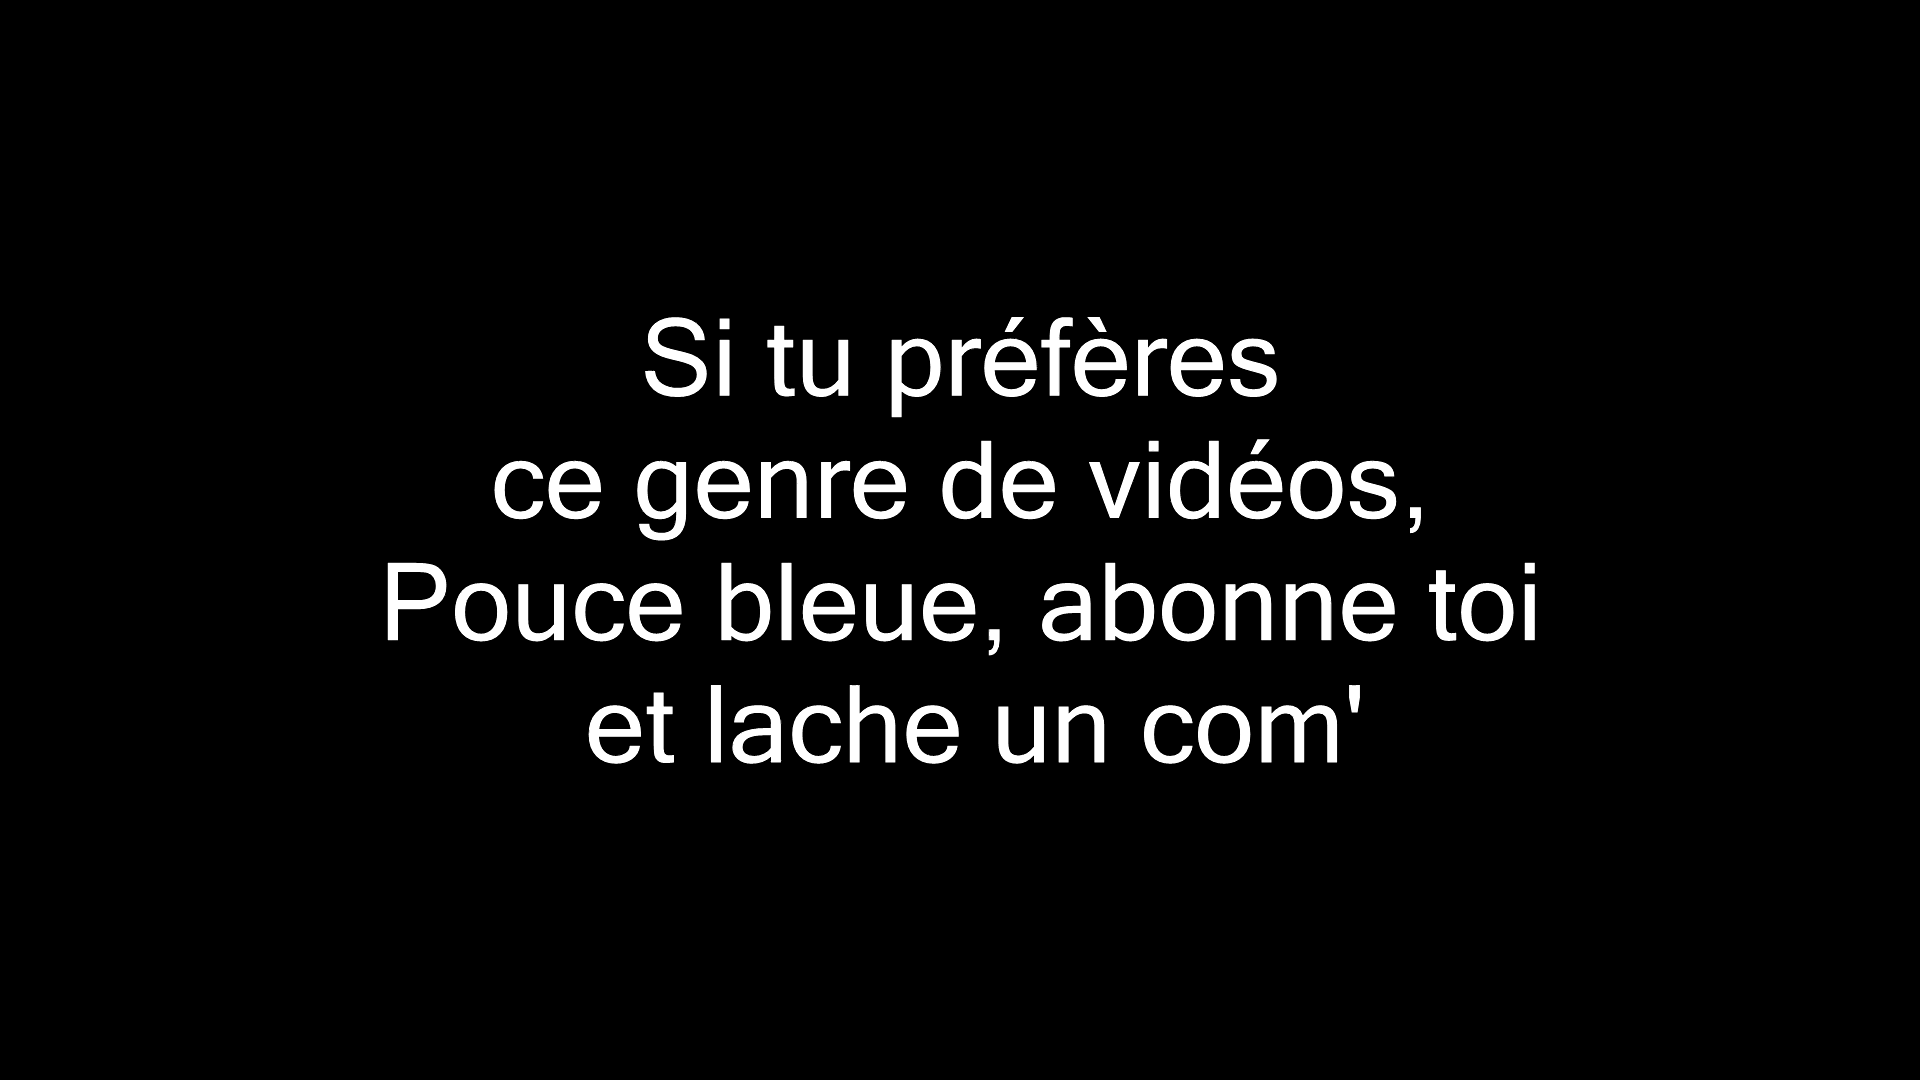 Si tu préfères
ce genre de vidéos,
Pouce bleue, abonne toi
et lache un com'